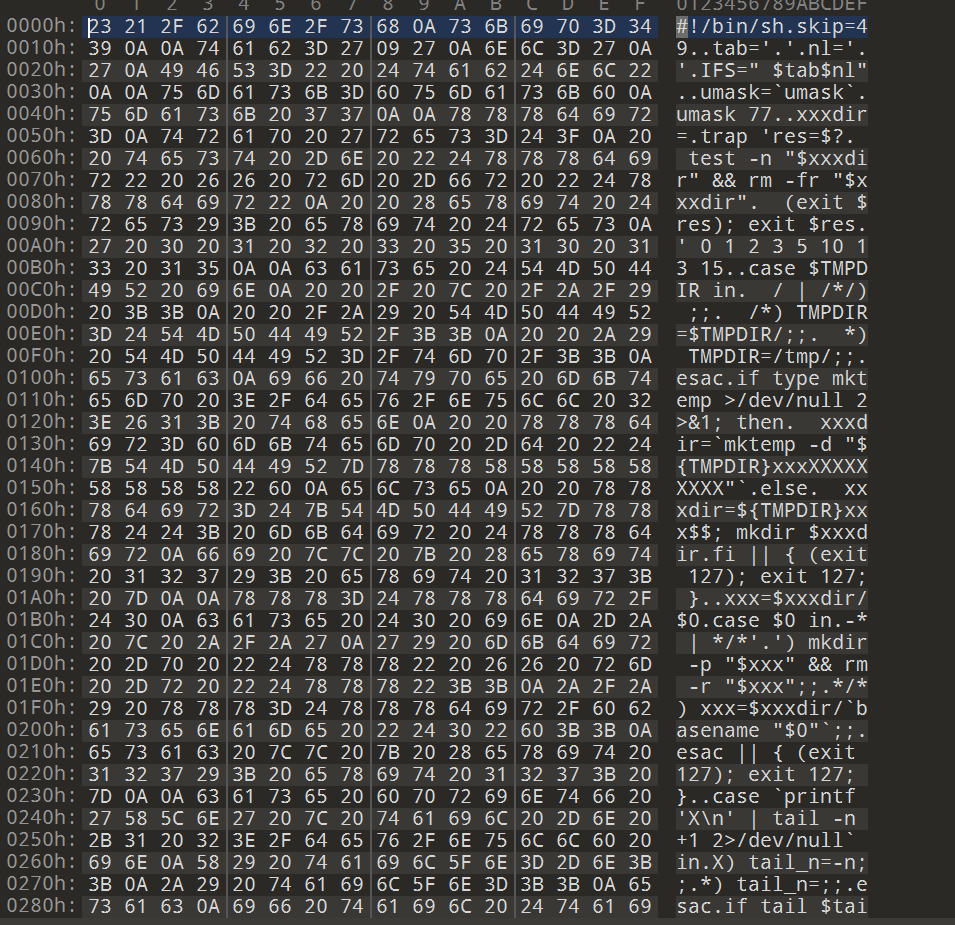 0 1 2 3 4 5 6 7 8 9 A B C D E F 0123456789ABCDEF
0000h: 23 21 2F 62 69 6E 2F 73 68 0A 73 6B 69 70 3D 34 #!/bin/sh.skip=4
0010h: 39 0A 0A 74 61 62 3D 27 09 27 0A 6E 6C 3D 27 0A 9..tab='.'.nl='.
0020h: 27 0A 49 46 53 3D 22 20 24 74 61 62 24 6E 6C 22 '.IFS=" $tab$nl"
0030h: 0A 0A 75 6D 61 73 6B 3D 60 75 6D 61 73 6B 60 0A ..umask=`umask`.
0040h: 75 6D 61 73 6B 20 37 37 0A 0A 78 78 78 64 69 72 umask 77..xxxdir
0050h: 3D 0A 74 72 61 70 20 27 72 65 73 3D 24 3F 0A 20 =.trap 'res=$?.
0060h: 20 74 65 73 74 20 2D 6E 20 22 24 78 78 78 64 69 test -n "$xxxdi
0070h: 72 22 20 26 26 20 72 6D 20 2D 66 72 20 22 24 78 r" && rm -fr "$x
0080h: 78 78 64 69 72 22 0A 20 20 28 65 78 69 74 20 24 xxdir".  (exit $
0090h: 72 65 73 29 3B 20 65 78 69 74 20 24 72 65 73 0A res); exit $res.
00A0h: 27 20 30 20 31 20 32 20 33 20 35 20 31 30 20 31 ' 0 1 2 3 5 10 1
00B0h: 33 20 31 35 0A 0A 63 61 73 65 20 24 54 4D 50 44 3 15..case $TMPD
00C0h: 49 52 20 69 6E 0A 20 20 2F 20 7C 20 2F 2A 2F 29 IR in.  / | /*/)
00D0h: 20 3B 3B 0A 20 20 2F 2A 29 20 54 4D 50 44 49 52 ;;.  /*) TMPDIR
00E0h: 3D 24 54 4D 50 44 49 52 2F 3B 3B 0A 20 20 2A 29 =$TMPDIR/;;.  *)
00F0h: 20 54 4D 50 44 49 52 3D 2F 74 6D 70 2F 3B 3B 0A TMPDIR=/tmp/;;.
0100h: 65 73 61 63 0A 69 66 20 74 79 70 65 20 6D 6B 74 esac.if type mkt
0110h: 65 6D 70 20 3E 2F 64 65 76 2F 6E 75 6C 6C 20 32 emp >/dev/null 2
0120h: 3E 26 31 3B 20 74 68 65 6E 0A 20 20 78 78 78 64 >&1; then.  xxxd
0130h: 69 72 3D 60 6D 6B 74 65 6D 70 20 2D 64 20 22 24 ir=`mktemp -d "$
0140h: 7B 54 4D 50 44 49 52 7D 78 78 78 58 58 58 58 58 {TMPDIR}xxxXXXXX
0150h: 58 58 58 58 22 60 0A 65 6C 73 65 0A 20 20 78 78 XXXX"`.else.  xx
0160h: 78 64 69 72 3D 24 7B 54 4D 50 44 49 52 7D 78 78 xdir=${TMPDIR}xx
0170h: 78 24 24 3B 20 6D 6B 64 69 72 20 24 78 78 78 64 x$$; mkdir $xxxd
0180h: 69 72 0A 66 69 20 7C 7C 20 7B 20 28 65 78 69 74 ir.fi || { (exit
0190h: 20 31 32 37 29 3B 20 65 78 69 74 20 31 32 37 3B 127); exit 127;
01A0h: 20 7D 0A 0A 78 78 78 3D 24 78 78 78 64 69 72 2F }..xxx=$xxxdir/
01B0h: 24 30 0A 63 61 73 65 20 24 30 20 69 6E 0A 2D 2A $0.case $0 in.-*
01C0h: 20 7C 20 2A 2F 2A 27 0A 27 29 20 6D 6B 64 69 72 | */*'.') mkdir
01D0h: 20 2D 70 20 22 24 78 78 78 22 20 26 26 20 72 6D -p "$xxx" && rm
01E0h: 20 2D 72 20 22 24 78 78 78 22 3B 3B 0A 2A 2F 2A -r "$xxx";;.*/*
01F0h: 29 20 78 78 78 3D 24 78 78 78 64 69 72 2F 60 62 ) xxx=$xxxdir/`b
0200h: 61 73 65 6E 61 6D 65 20 22 24 30 22 60 3B 3B 0A asename "$0"`;;.
0210h: 65 73 61 63 20 7C 7C 20 7B 20 28 65 78 69 74 20 esac || { (exit
0220h: 31 32 37 29 3B 20 65 78 69 74 20 31 32 37 3B 20 127); exit 127;
0230h: 7D 0A 0A 63 61 73 65 20 60 70 72 69 6E 74 66 20 }..case `printf
0240h: 27 58 5C 6E 27 20 7C 20 74 61 69 6C 20 2D 6E 20 'X\n' | tail -n
0250h: 2B 31 20 32 3E 2F 64 65 76 2F 6E 75 6C 6C 60 20 +1 2>/dev/null`
0260h: 69 6E 0A 58 29 20 74 61 69 6C 5F 6E 3D 2D 6E 3B in.X) tail_n=-n;
0270h: 3B 0A 2A 29 20 74 61 69 6C 5F 6E 3D 3B 3B 0A 65 ;.*) tail_n=;;.e
0280h: 73 61 63 0A 69 66 20 74 61 69 6C 20 24 74 61 69 sac.if tail $tai